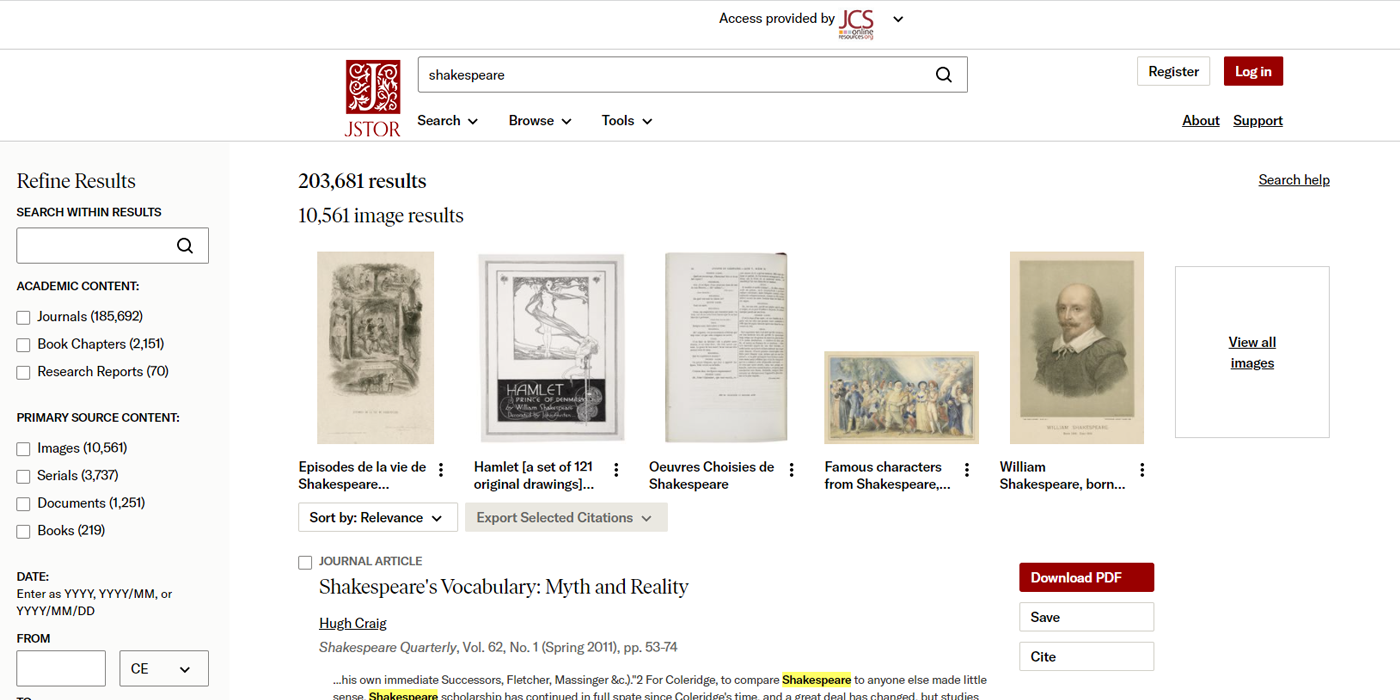 Access provided by JCS
online
resources.org
shakespeare
Register
Log in
JSTOR
Search
Browse
Tools
About
Support
Refine Results
SEARCH WITHIN RESULTS
ACADEMIC CONTENT:
Journals (185,692)
Book Chapters (2,151)
Research Reports (70)
PRIMARY SOURCE CONTENT:
Images (10,561)
Serials (3,737)
Documents (1,251)
Books (219)
DATE:
Enter as YYYY, YYYY/MM, or
YYYY/MM/DD
FROM
CE
203,681 results
Search help
10,561 image results
HAMLET
PRINCE OF DENMARK
by William Shakespeare
WILLIAM SHAKESPEARE
View all
images
Episodes de la vie de
Shakespeare...
Hamlet [a set of 121
original drawings]...
Oeuvres Choisies de
Shakespeare
Famous characters
from Shakespeare,...
William
Shakespeare, born...
Sort by: Relevance
Export Selected Citations
JOURNAL ARTICLE
Shakespeare's Vocabulary: Myth and Reality
Hugh Craig
Shakespeare Quarterly, Vol. 62, No. 1 (Spring 2011), pp. 53-74
...his own immediate Successors, Fletcher, Massinger &c.)."2 For Coleridge, to compare Shakespeare to anyone else made little
sense. Shakespeare scholarship has continued in full spate since Coleridge's time, and a great deal has changed, but studies
Download PDF
Save
Cite